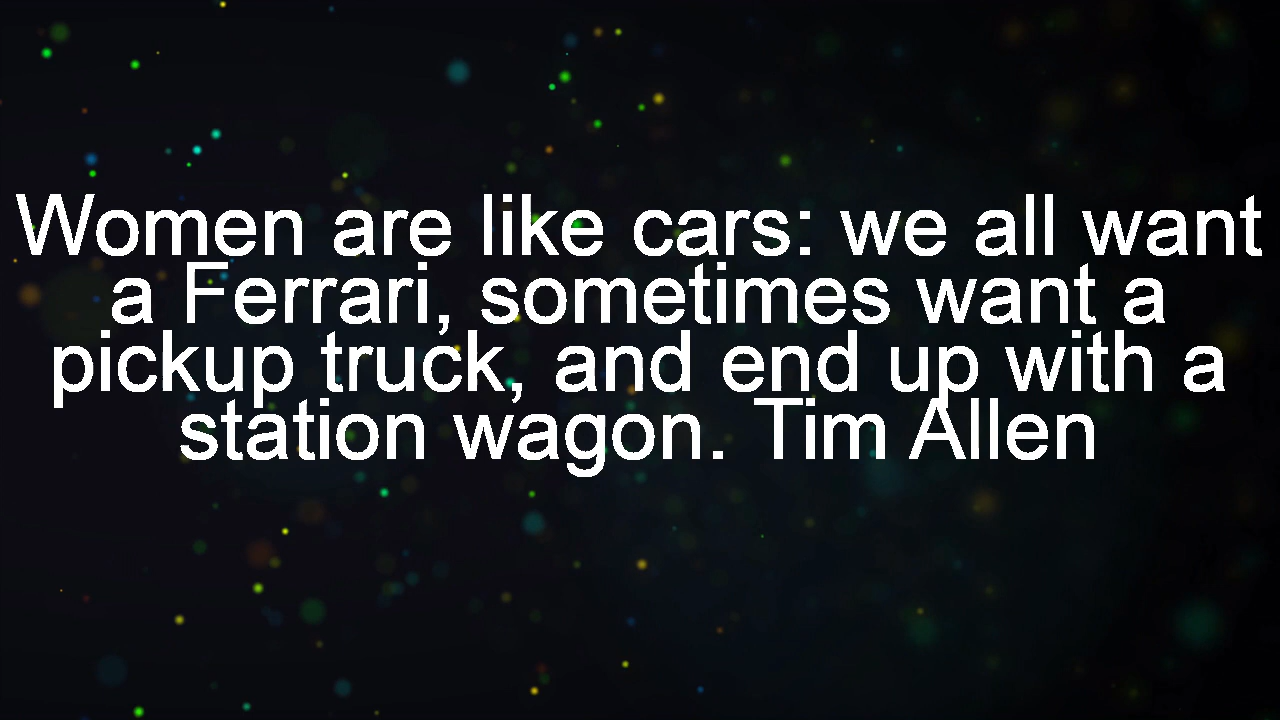 Women are like cars: we all want
a Ferrari, sometimes want a
pickup truck, and end up with a
station wagon. Tim Allen